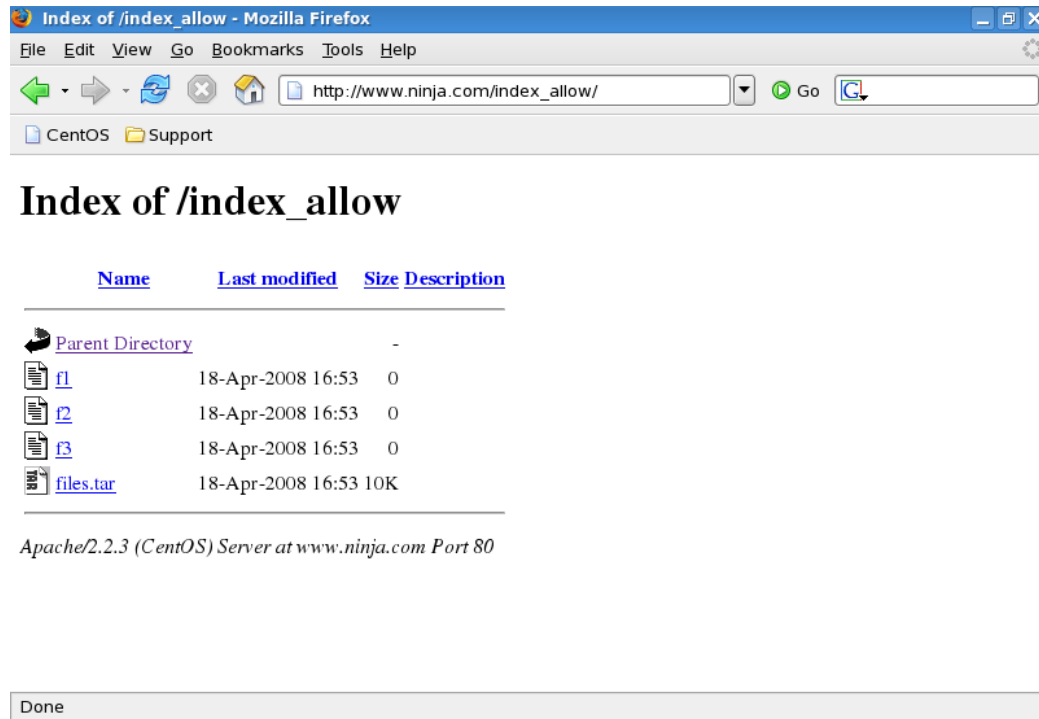 Index of /index_allow - Mozilla Firefox
File Edit View Go Bookmarks Tools Help
http://www.ninja.com/index_allow/ Go G
CentOS Support
Index of /index_allow
Name Last modified Size Description
Parent Directory -
f1 18-Apr-2008 16:53 0
f2 18-Apr-2008 16:53 0
f3 18-Apr-2008 16:53 0
TAR files.tar 18-Apr-2008 16:53 10K
Apache/2.2.3 (CentOS) Server at www.ninja.com Port 80
Done